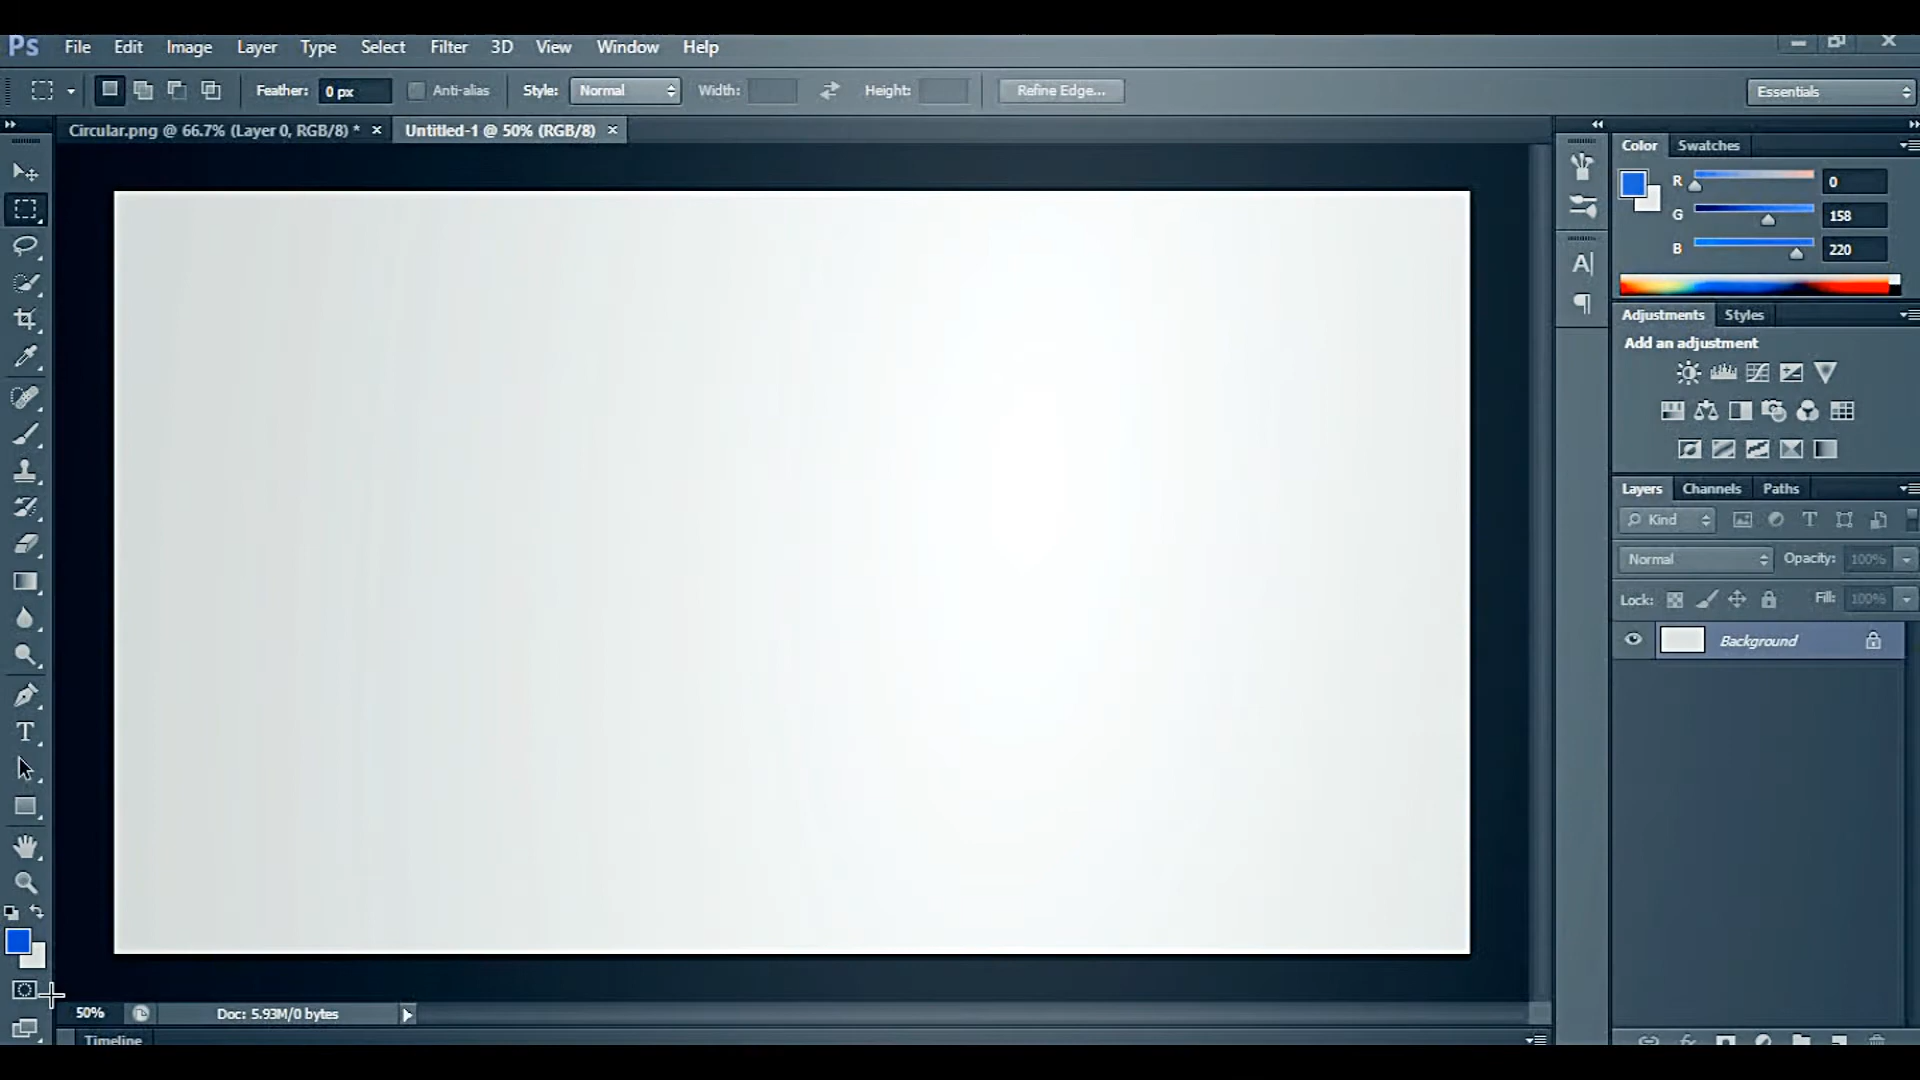 Ps File Edit Image Layer Type Select Filter 3D View Window Help
Feather: 0 px Anti-alias Style: Normal Width: Height: Refine Edge... Essentials
Circular.png @ 66.7% (Layer 0, RGB/8) * × Untitled-1 @ 50% (RGB/8) ×
Color Swatches
R 0
G 158
B 220
Adjustments Styles
Add an adjustment
Layers Channels Paths
Kind
Normal Opacity: 100%
Lock: Fill: 100%
Background
50% Doc: 5.93M/0 bytes
Timeline